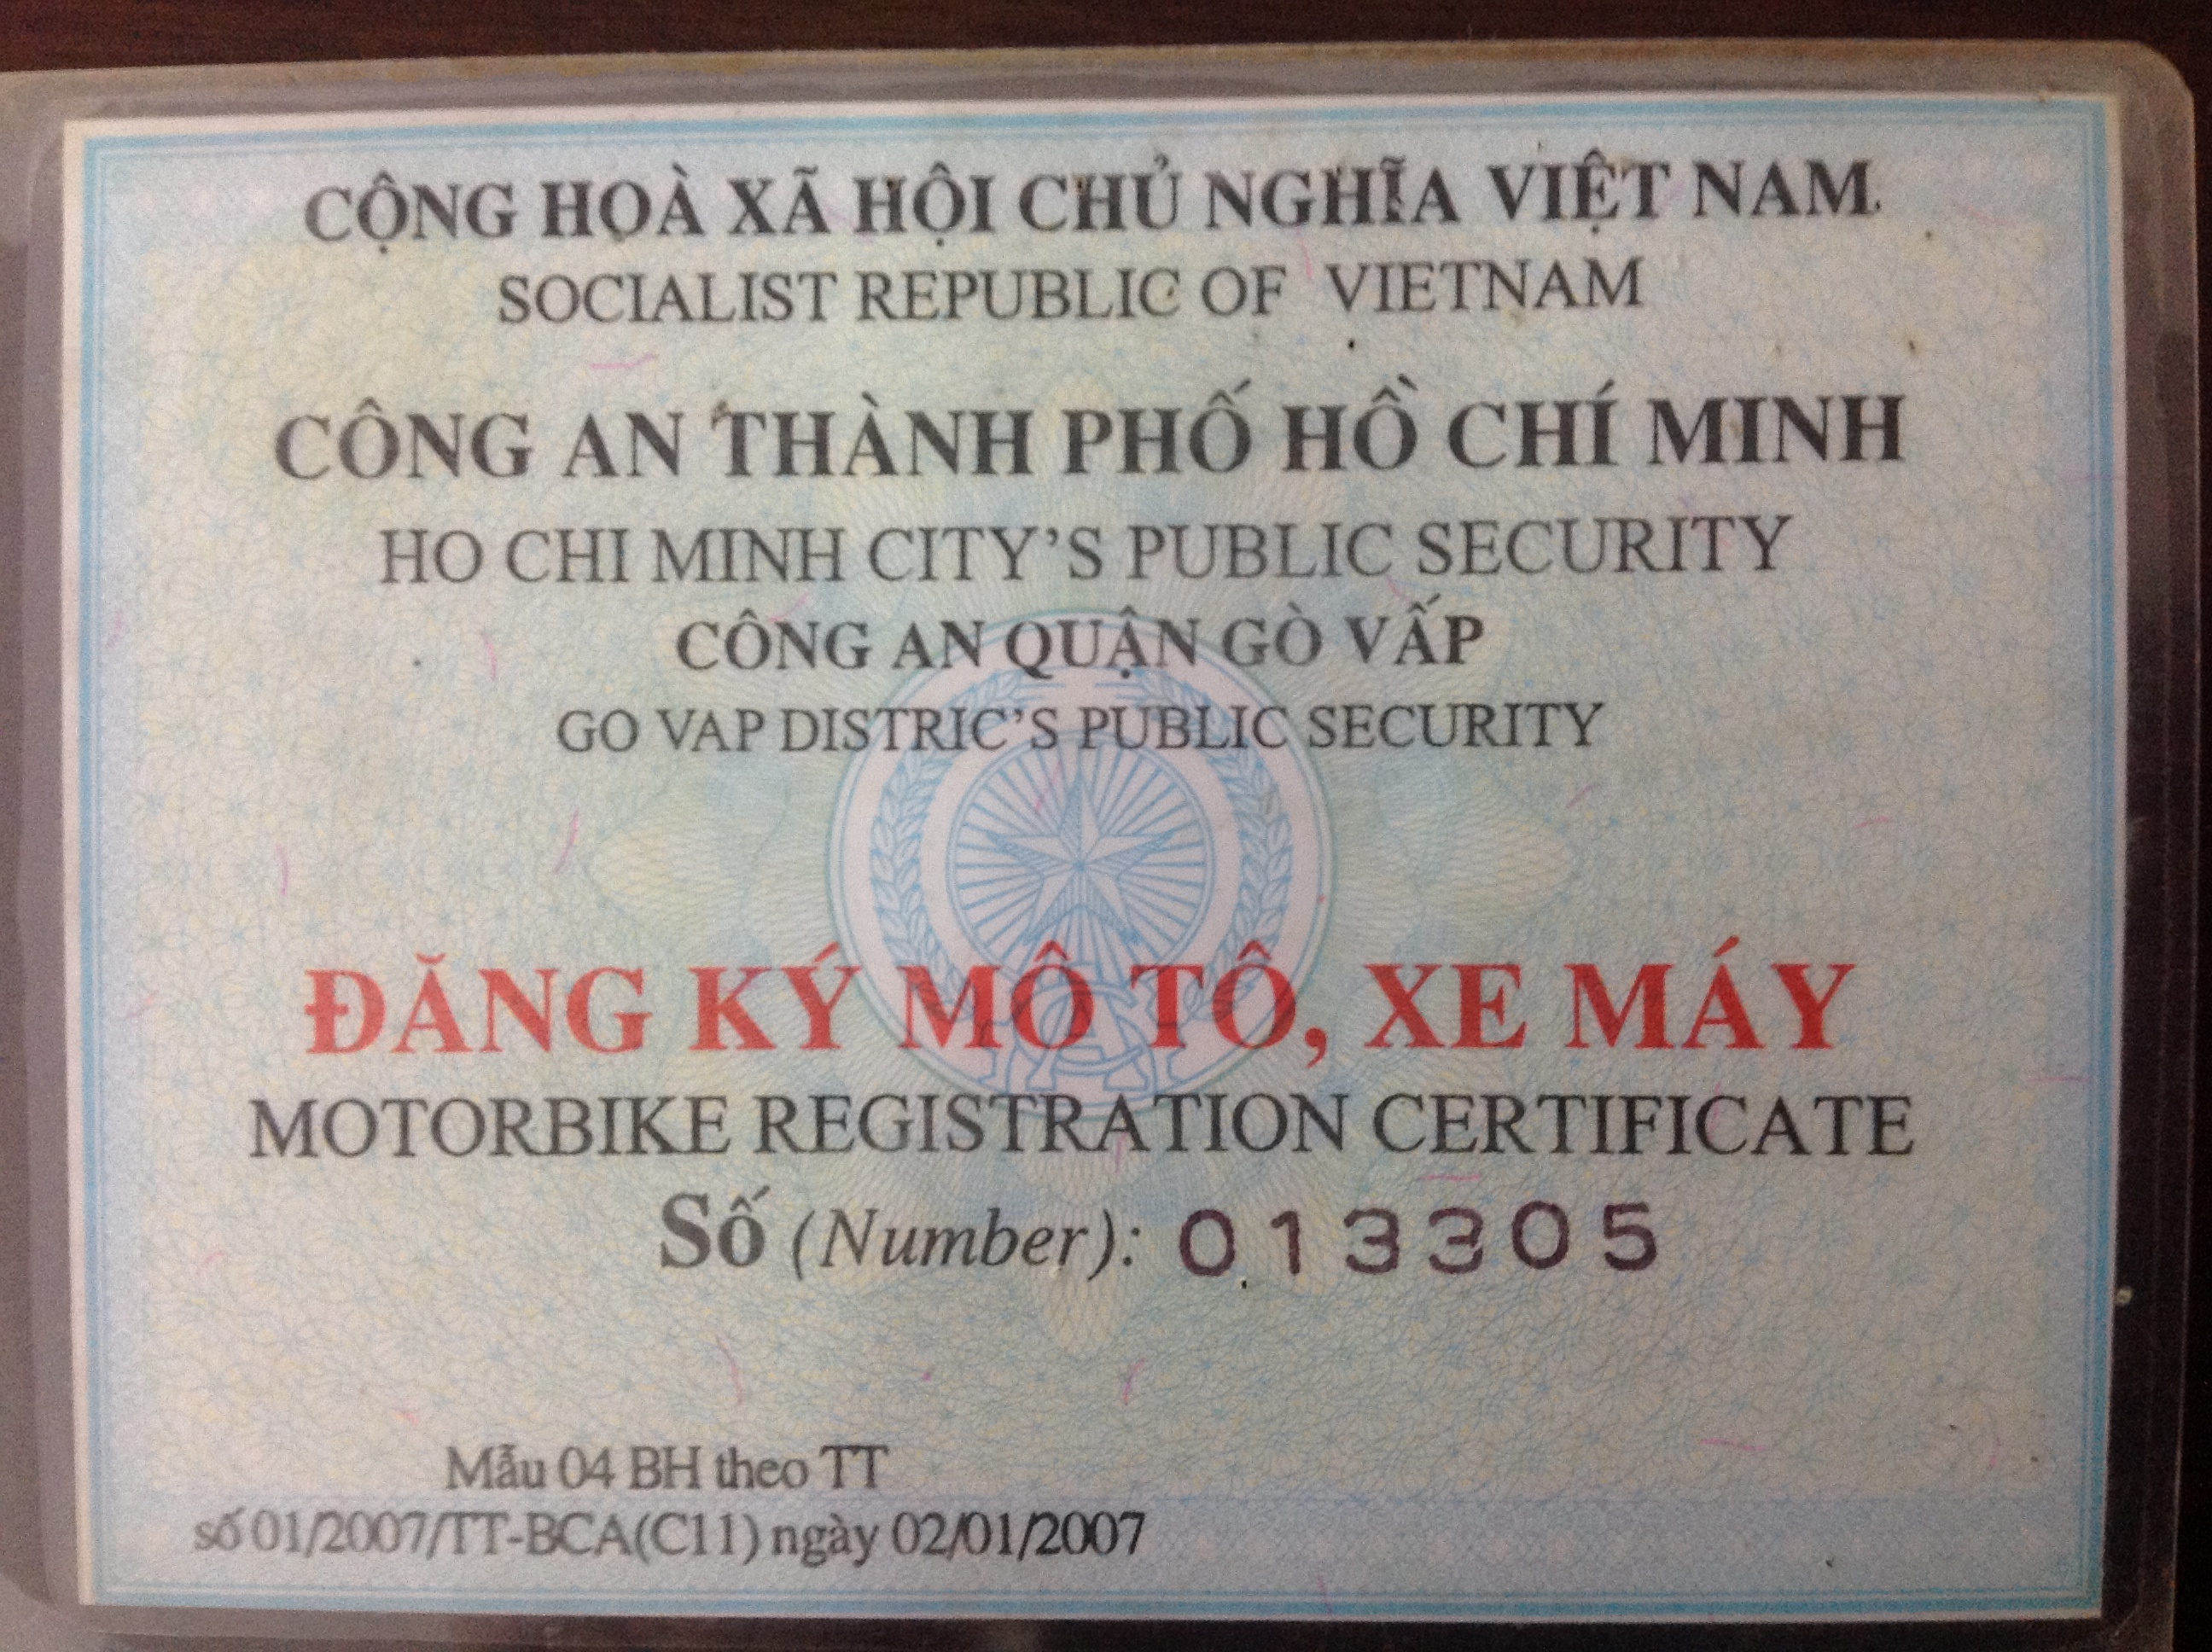 CỘNG HOÀ XÃ HỘI CHỦ NGHĨA VIỆT NAM
SOCIALIST REPUBLIC OF VIETNAM
CÔNG AN THÀNH PHỐ HỒ CHÍ MINH
HO CHI MINH CITY'S PUBLIC SECURITY
CÔNG AN QUẬN GÒ VẤP
GO VAP DISTRIC'S PUBLIC SECURITY
ĐĂNG KÝ MÔ TÔ, XE MÁY
MOTORBIKE REGISTRATION CERTIFICATE
Số (Number): 013305
Mẫu 04 BH theo TT
số 01/2007/TT-BCA(C11) ngày 02/01/2007